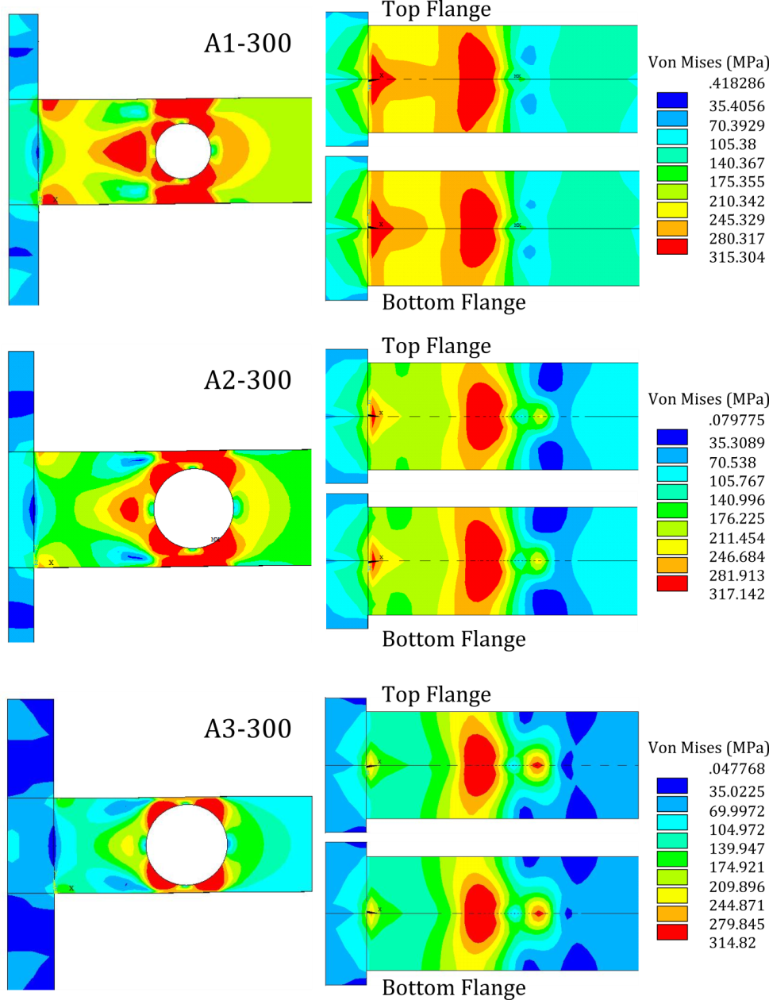 Top Flange
A1-300
Von Mises (MPa)
.418286
35.4056
70.3929
105.38
140.367
175.355
210.342
245.329
280.317
315.304
X
MX
X
MX
X
Bottom Flange
Top Flange
A2-300
Von Mises (MPa)
.079775
35.3089
70.538
105.767
140.996
176.225
211.454
246.684
281.913
317.142
X
X
MX
X
Bottom Flange
Top Flange
A3-300
Von Mises (MPa)
.047768
35.0225
69.9972
104.972
139.947
174.921
209.896
244.871
279.845
314.82
X
X
X
Bottom Flange